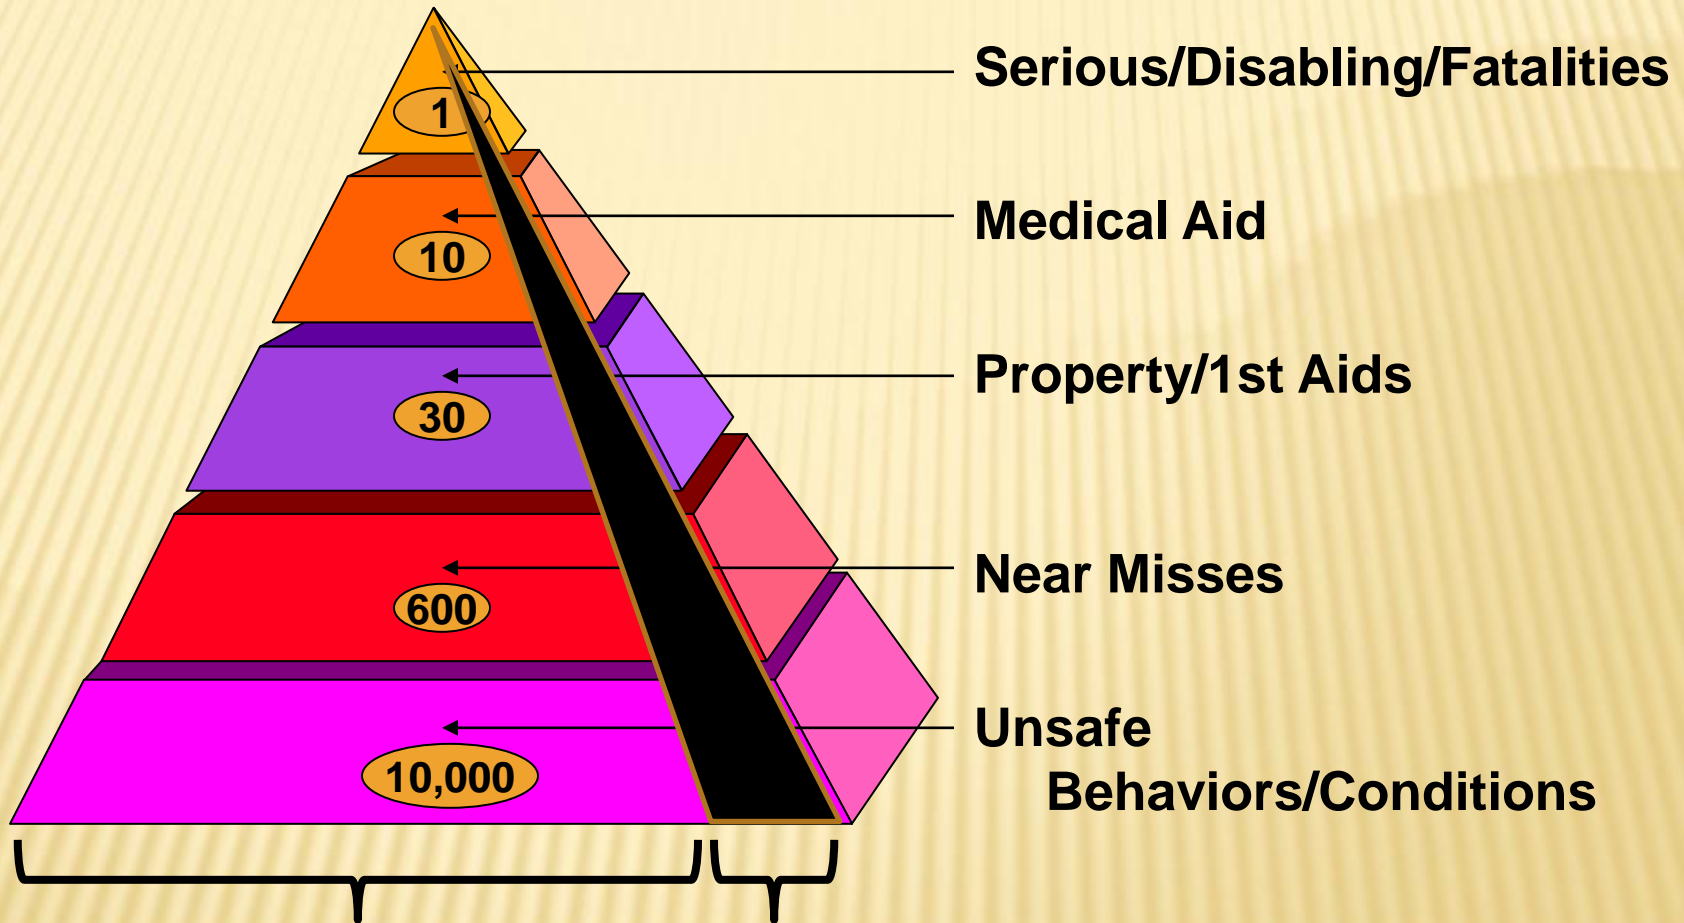 Serious/Disabling/Fatalities
1
Medical Aid
10
Property/1st Aids
30
Near Misses
600
Unsafe
Behaviors/Conditions
10,000